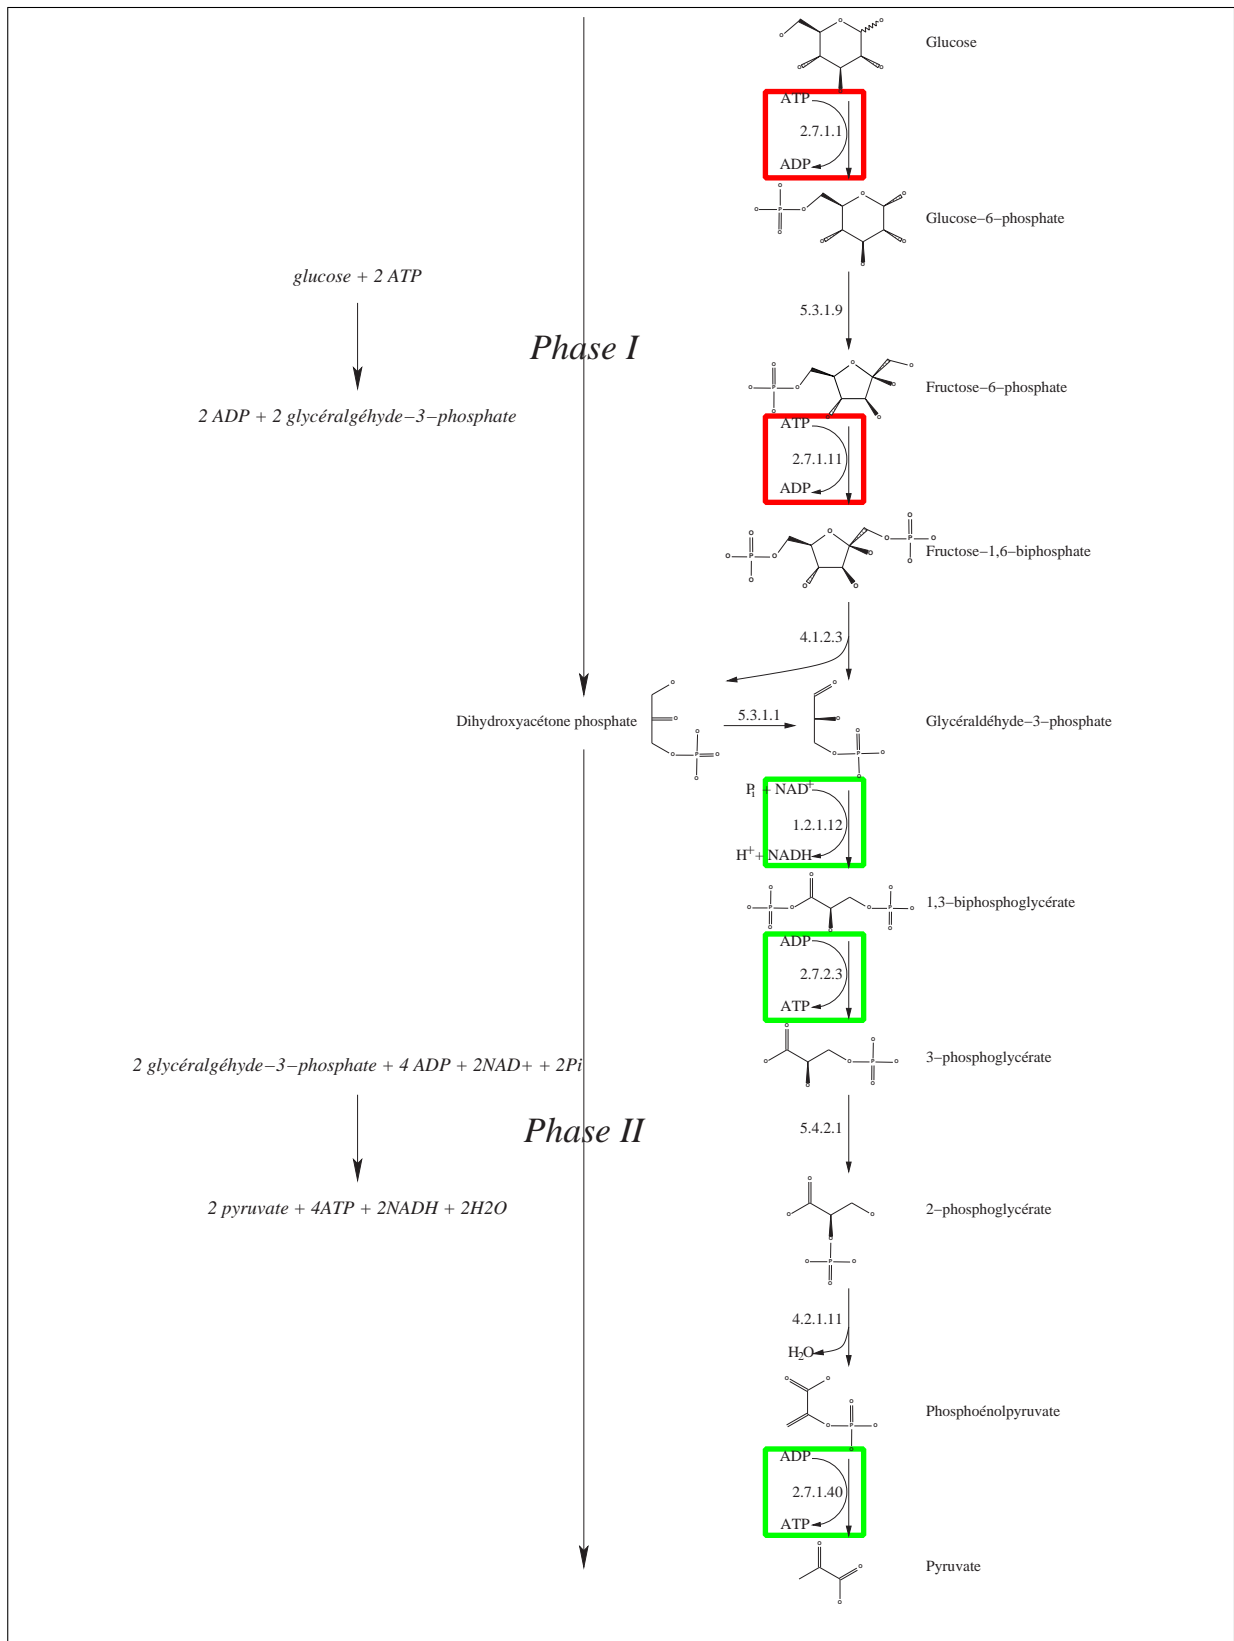 Glucose
ATP
2.7.1.1
ADP
Glucose-6-phosphate
glucose + 2 ATP
5.3.1.9
Phase I
Fructose-6-phosphate
2 ADP + 2 glycéralgéhyde-3-phosphate
ATP
2.7.1.11
ADP
Fructose-1,6-biphosphate
4.1.2.3
Dihydroxyacétone phosphate
5.3.1.1
Glycéraldéhyde-3-phosphate
Pi + NAD+
1.2.1.12
H+ + NADH
1,3-biphosphoglycérate
ADP
2.7.2.3
ATP
2 glycéralgéhyde-3-phosphate + 4 ADP + 2NAD+ + 2Pi
3-phosphoglycérate
Phase II
5.4.2.1
2 pyruvate + 4ATP + 2NADH + 2H2O
2-phosphoglycérate
4.2.1.11
H2O
Phosphoénolpyruvate
ADP
2.7.1.40
ATP
Pyruvate